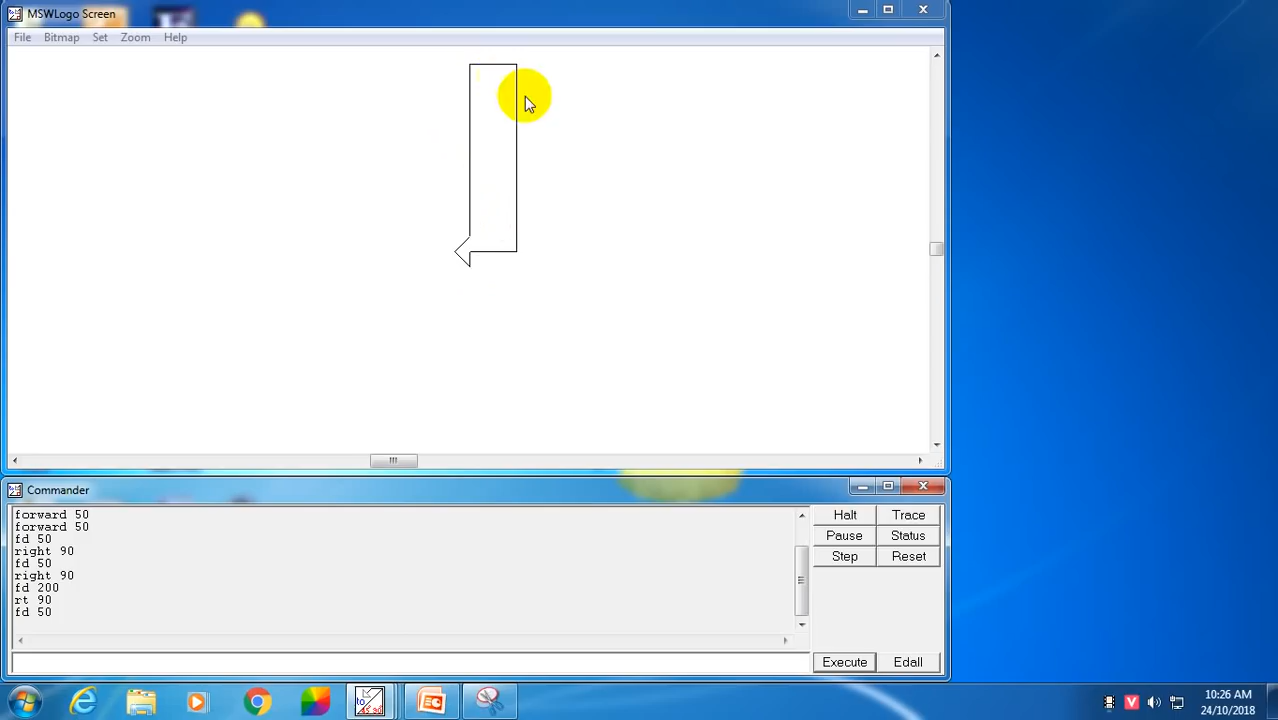 MSWLogo Screen
File Bitmap Set Zoom Help
Commander
forward 50
forward 50
fd 50
right 90
fd 50
right 90
fd 200
rt 90
fd 50
Halt Trace
Pause Status
Step Reset
Execute Edall
10:26 AM
24/10/2018